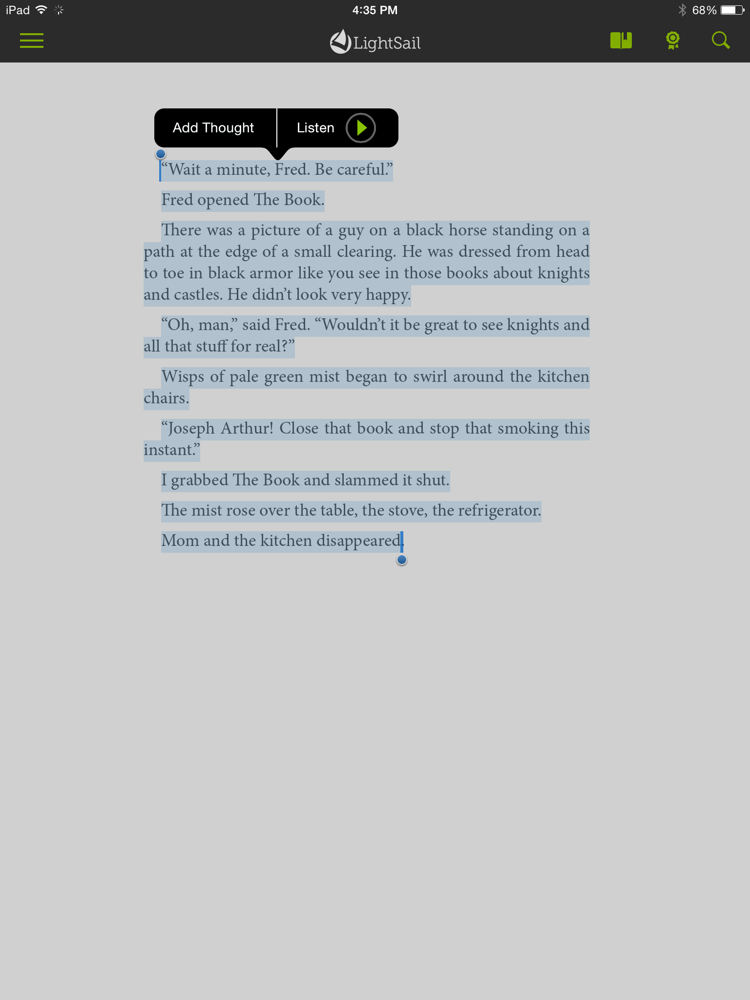 iPad 4:35 PM 68%
LightSail
Add Thought Listen
“Wait a minute, Fred. Be careful.”
Fred opened The Book.
There was a picture of a guy on a black horse standing on a
path at the edge of a small clearing. He was dressed from head
to toe in black armor like you see in those books about knights
and castles. He didn’t look very happy.
“Oh, man,” said Fred. “Wouldn’t it be great to see knights and
all that stuff for real?”
Wisps of pale green mist began to swirl around the kitchen
chairs.
“Joseph Arthur! Close that book and stop that smoking this
instant.”
I grabbed The Book and slammed it shut.
The mist rose over the table, the stove, the refrigerator.
Mom and the kitchen disappeared.